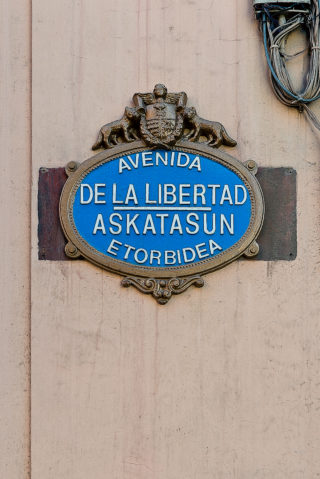 AVENIDA
DE LA LIBERTAD
ASKATASUN
ETORBIDEA